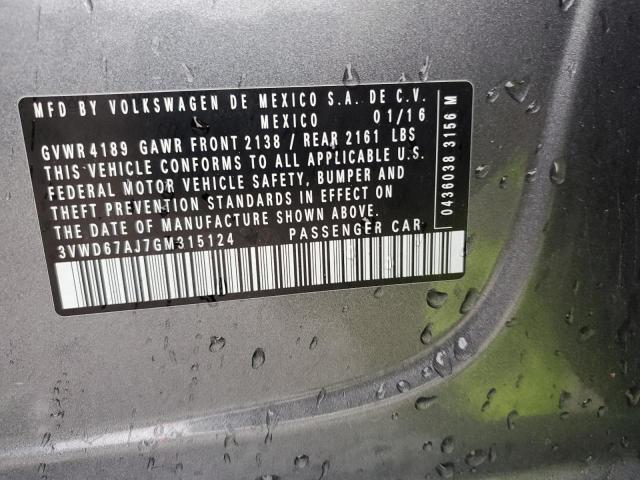 MFD BY VOLKSWAGEN DE MEXICO S.A. DE C.V.
MEXICO 01/16
GVWR 4189 GAWR FRONT 2138 / REAR 2161 LBS
THIS VEHICLE CONFORMS TO ALL APPLICABLE U.S.
FEDERAL MOTOR VEHICLE SAFETY, BUMPER AND
THEFT PREVENTION STANDARDS IN EFFECT ON
THE DATE OF MANUFACTURE SHOWN ABOVE.
3VWD67AJ7GM315124 PASSENGER CAR
0436038 3156 M